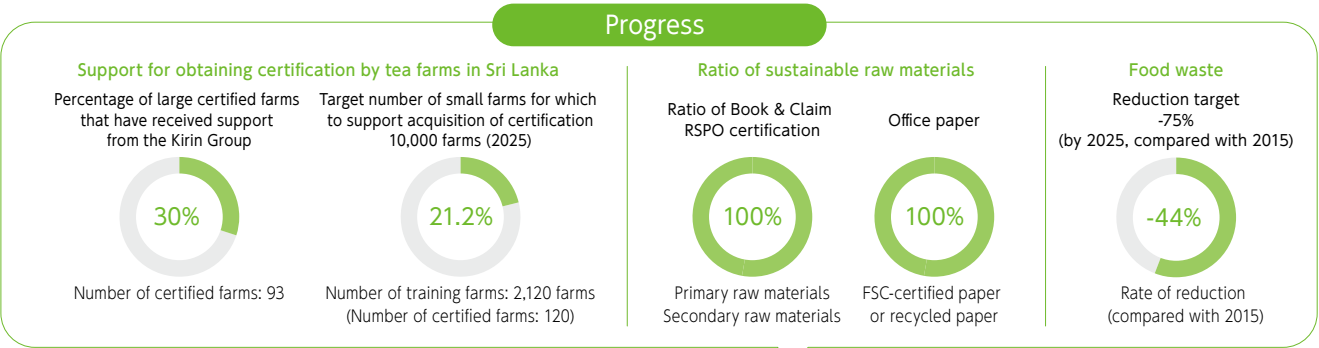 Progress
Support for obtaining certification by tea farms in Sri Lanka
Percentage of large certified farms
that have received support
from the Kirin Group
30%
Number of certified farms: 93
Target number of small farms for which
to support acquisition of certification
10,000 farms (2025)
21.2%
Number of training farms: 2,120 farms
(Number of certified farms: 120)
Ratio of sustainable raw materials
Ratio of Book & Claim
RSPO certification
100%
Primary raw materials
Secondary raw materials
Office paper
100%
FSC-certified paper
or recycled paper
Food waste
Reduction target
-75%
(by 2025, compared with 2015)
-44%
Rate of reduction
(compared with 2015)